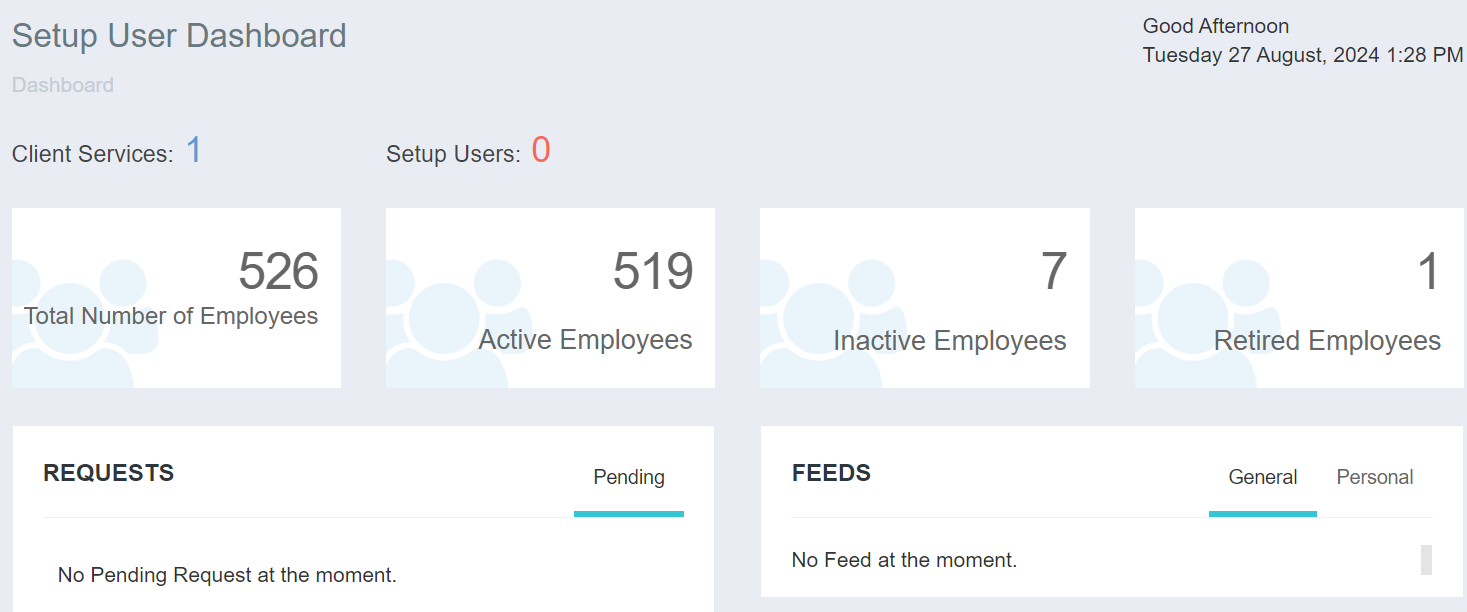 Setup User Dashboard
Good Afternoon
Tuesday 27 August, 2024 1:28 PM
Dashboard
Client Services: 1
Setup Users: 0
526
Total Number of Employees
519
Active Employees
7
Inactive Employees
1
Retired Employees
REQUESTS
Pending
No Pending Request at the moment.
FEEDS
General
Personal
No Feed at the moment.